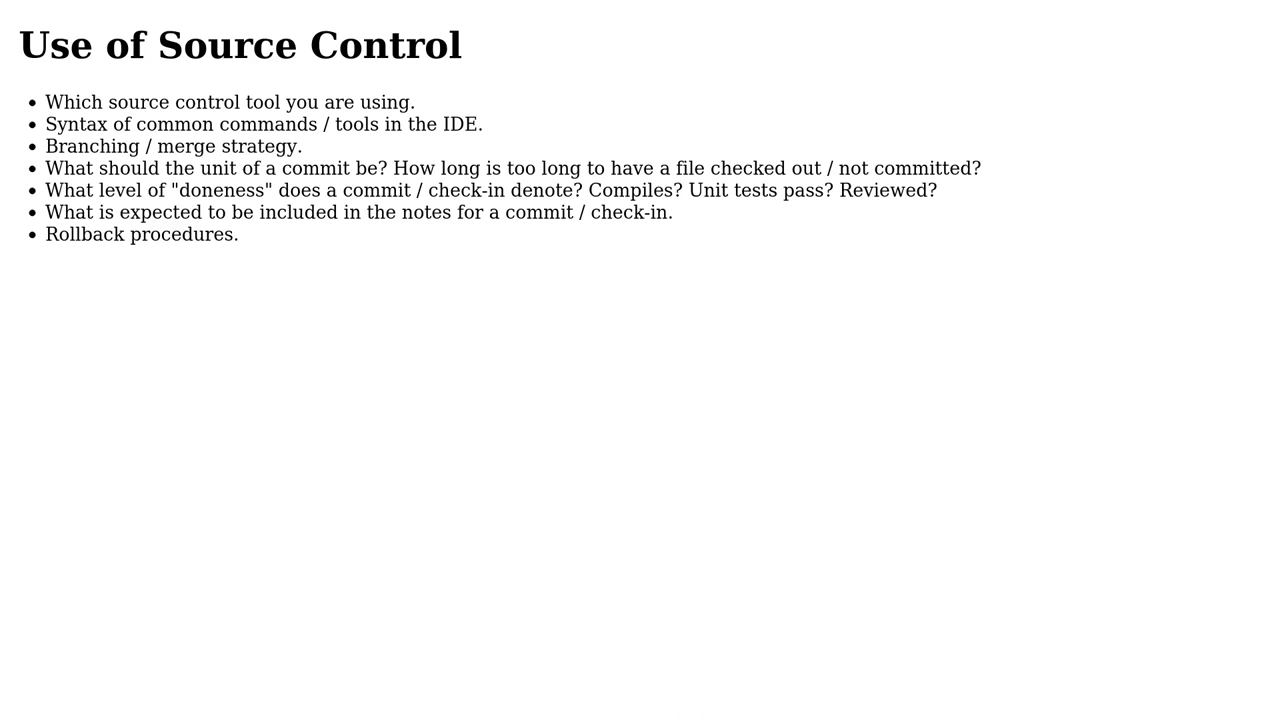 Use of Source Control
• Which source control tool you are using.
• Syntax of common commands / tools in the IDE.
• Branching / merge strategy.
• What should the unit of a commit be? How long is too long to have a file checked out / not committed?
• What level of "doneness" does a commit / check-in denote? Compiles? Unit tests pass? Reviewed?
• What is expected to be included in the notes for a commit / check-in.
• Rollback procedures.